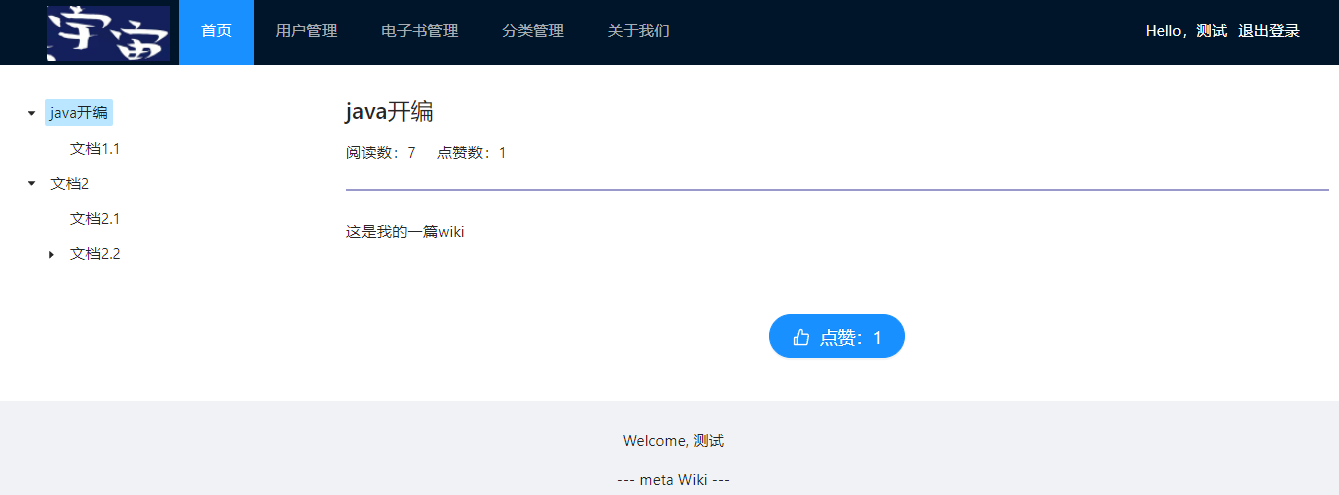 宇宙 首页 用户管理 电子书管理 分类管理 关于我们 Hello，测试 退出登录
java开编
文档1.1
文档2
文档2.1
文档2.2
java开编
阅读数：7 点赞数：1
这是我的一篇wiki
点赞：1
Welcome, 测试
--- meta Wiki ---